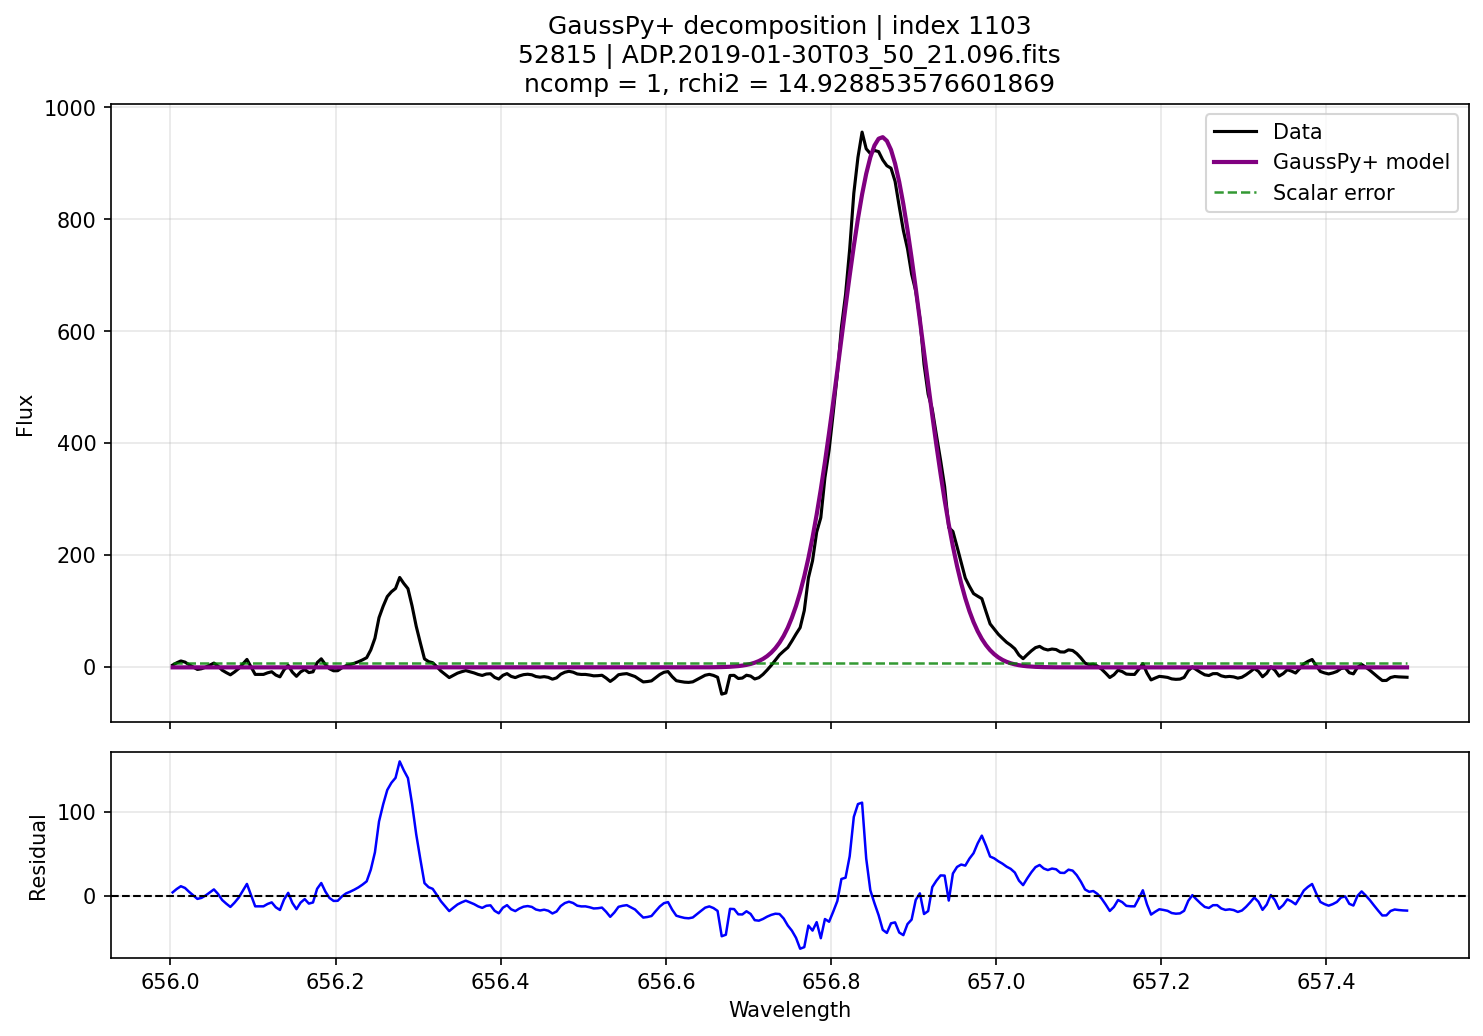 GaussPy+ decomposition | index 1103
52815 | ADP.2019-01-30T03_50_21.096.fits
ncomp = 1, rchi2 = 14.928853576601869
1000
800
600
400
200
0
Flux
Data
GaussPy+ model
Scalar error
100
0
Residual
656.0
656.2
656.4
656.6
656.8
657.0
657.2
657.4
Wavelength